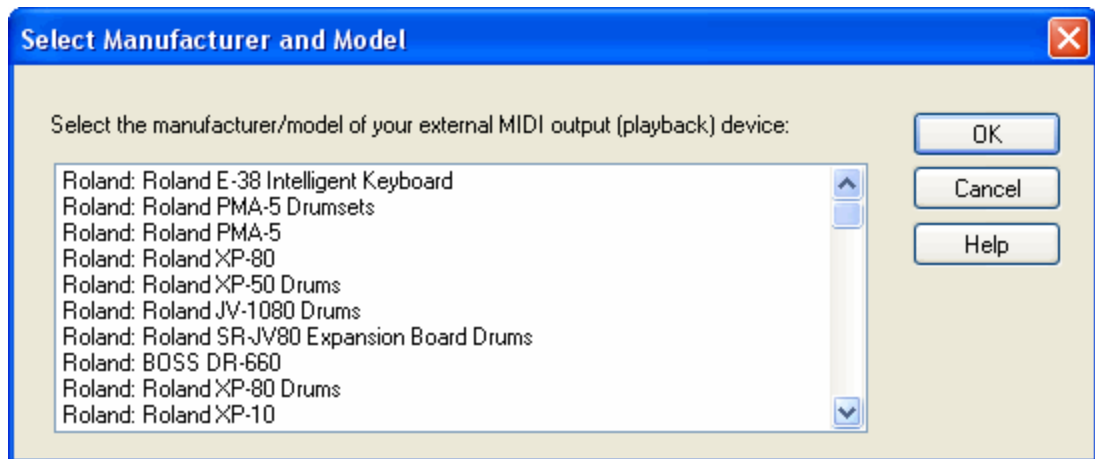 Select Manufacturer and Model
Select the manufacturer/model of your external MIDI output (playback) device:
OK
Roland: Roland E-38 Intelligent Keyboard
Cancel
Roland: Roland PMA-5 Drumsets
Roland: Roland PMA-5
Help
Roland: Roland XP-80
Roland: Roland XP-50 Drums
Roland: Roland JV-1080 Drums
Roland: Roland SR-JV80 Expansion Board Drums
Roland: BOSS DR-660
Roland: Roland XP-80 Drums
Roland: Roland XP-10